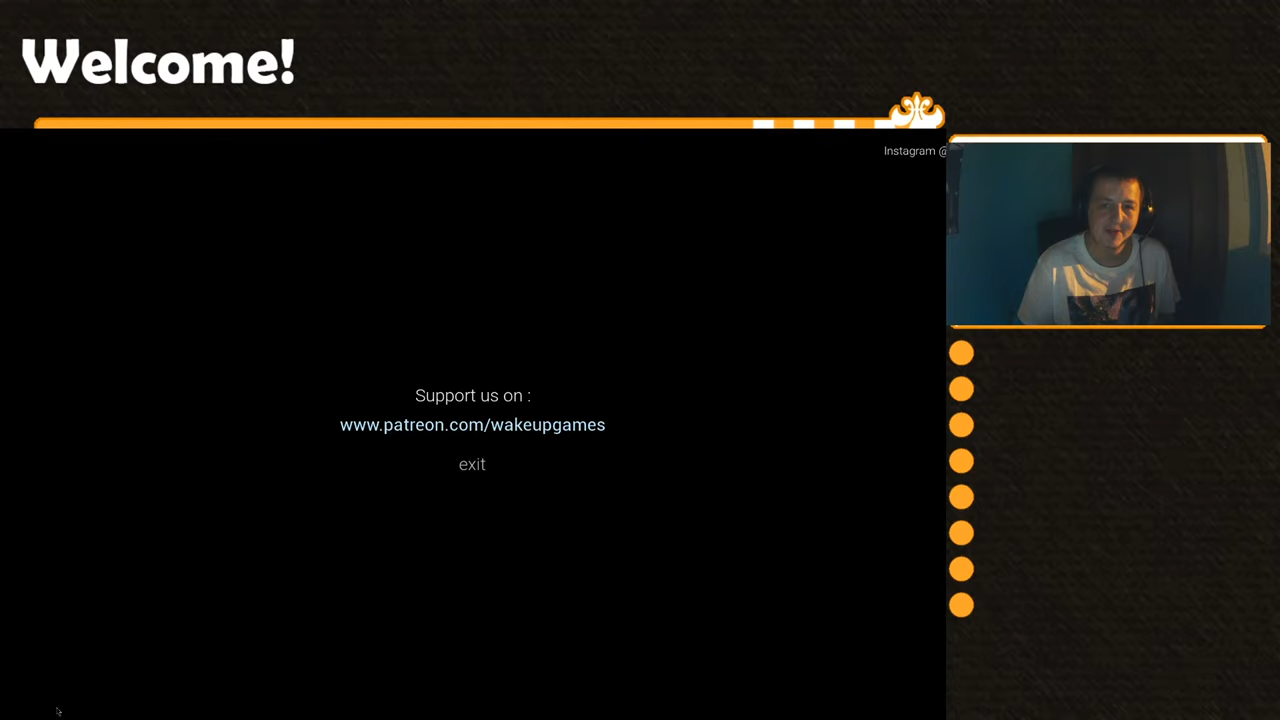 Welcome!
Instagram @
Support us on :
www.patreon.com/wakeupgames
exit